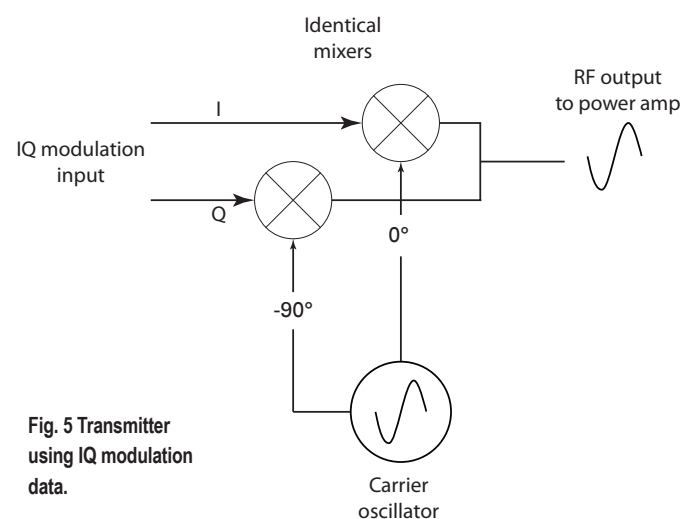 Identical
mixers
RF output
to power amp
I
IQ modulation
input
Q
0°
-90°
Fig. 5 Transmitter
using IQ modulation
data.
Carrier
oscillator